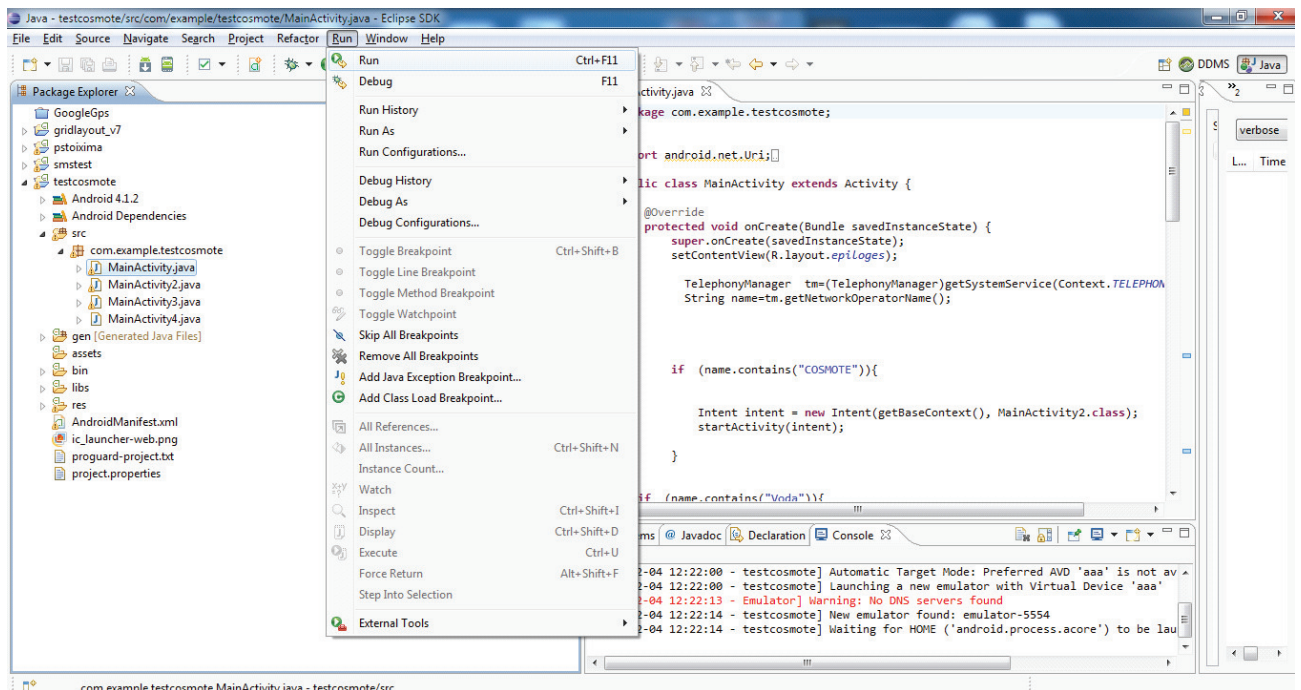 Java - testcosmote/src/com/example/testcosmote/MainActivity.java - Eclipse SDK
File Edit Source Navigate Search Project Refactor Run Window Help
DDMS Java
Package Explorer
GoogleGps
gridlayout_v7
pstoixima
smstest
testcosmote
Android 4.1.2
Android Dependencies
src
com.example.testcosmote
MainActivity.java
MainActivity2.java
MainActivity3.java
MainActivity4.java
gen [Generated Java Files]
assets
bin
libs
res
AndroidManifest.xml
ic_launcher-web.png
proguard-project.txt
project.properties
Run Ctrl+F11
Debug F11
Run History
Run As
Run Configurations...
Debug History
Debug As
Debug Configurations...
Toggle Breakpoint Ctrl+Shift+B
Toggle Line Breakpoint
Toggle Method Breakpoint
Toggle Watchpoint
Skip All Breakpoints
Remove All Breakpoints
Add Java Exception Breakpoint...
Add Class Load Breakpoint...
All References...
All Instances... Ctrl+Shift+N
Instance Count...
Watch
Inspect Ctrl+Shift+I
Display Ctrl+Shift+D
Execute Ctrl+U
Force Return Alt+Shift+F
Step Into Selection
External Tools
ctivity.java
kage com.example.testcosmote;
ort android.net.Uri;
lic class MainActivity extends Activity {
@Override
protected void onCreate(Bundle savedInstanceState) {
super.onCreate(savedInstanceState);
setContentView(R.layout.epiloges);
TelephonyManager tm=(TelephonyManager)getSystemService(Context.TELEPHON
String name=tm.getNetworkOperatorName();
if (name.contains("COSMOTE")){
Intent intent = new Intent(getBaseContext(), MainActivity2.class);
startActivity(intent);
}
if (name.contains("Voda")){
ms @ Javadoc Declaration Console
2-04 12:22:00 - testcosmote] Automatic Target Mode: Preferred AVD 'aaa' is not av
2-04 12:22:00 - testcosmote] Launching a new emulator with Virtual Device 'aaa'
2-04 12:22:13 - Emulator] Warning: No DNS servers found
2-04 12:22:14 - testcosmote] New emulator found: emulator-5554
2-04 12:22:14 - testcosmote] Waiting for HOME ('android.process.acore') to be lau
»2
verbose
L... Time
com.example.testcosmote.MainActivity.java - testcosmote/src